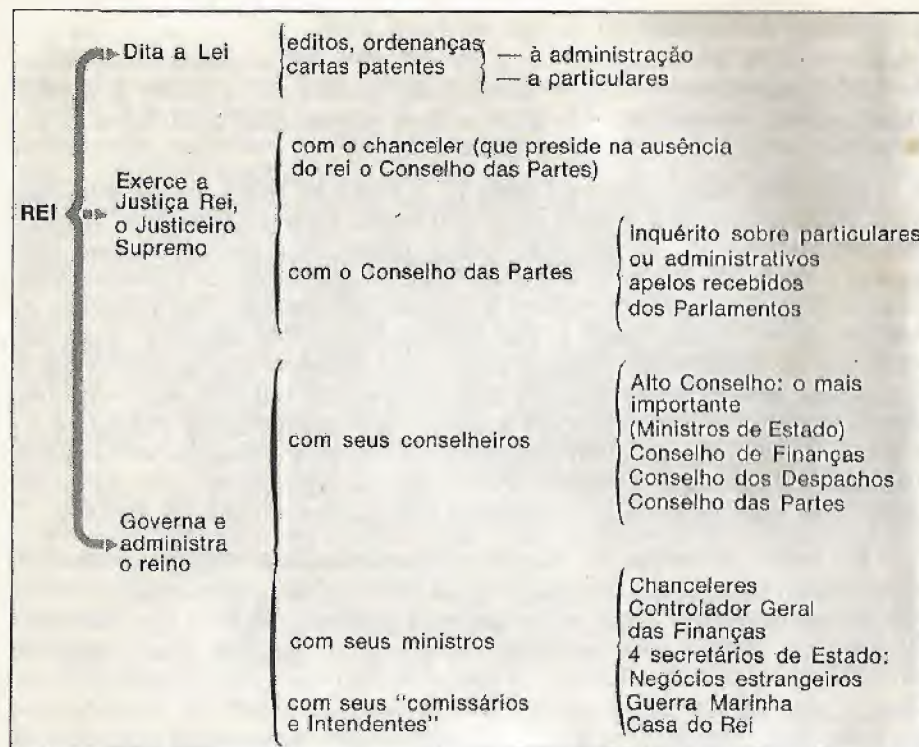 REI
Dita a Lei
editos, ordenanças
cartas patentes
— à administração
— a particulares
Exerce a
Justiça Rei,
o Justiceiro
Supremo
com o chanceler (que preside na ausência
do rei o Conselho das Partes)
com o Conselho das Partes
inquérito sobre particulares
ou administrativos
apelos recebidos
dos Parlamentos
Governa e
administra
o reino
com seus conselheiros
Alto Conselho: o mais
importante
(Ministros de Estado)
Conselho de Finanças
Conselho dos Despachos
Conselho das Partes
com seus ministros
com seus "comissários
e Intendentes"
Chanceleres
Controlador Geral
das Finanças
4 secretários de Estado:
Negócios estrangeiros
Guerra Marinha
Casa do Rei